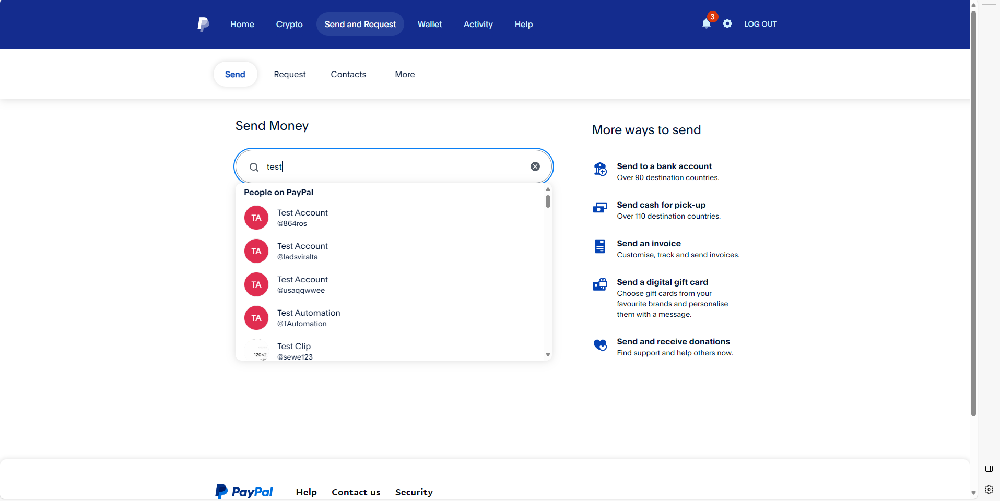 Home
Crypto
Send and Request
Wallet
Activity
Help
3
LOG OUT
Send
Request
Contacts
More
Send Money
test
People on PayPal
TA
Test Account
@864ros
TA
Test Account
@ladsviralta
TA
Test Account
@usaqqwwee
TA
Test Automation
@TAutomation
120×2
Test Clip
@sewe123
More ways to send
Send to a bank account
Over 90 destination countries.
Send cash for pick-up
Over 110 destination countries.
Send an invoice
Customise, track and send invoices.
Send a digital gift card
Choose gift cards from your
favourite brands and personalise
them with a message.
Send and receive donations
Find support and help others now.
PayPal
Help
Contact us
Security